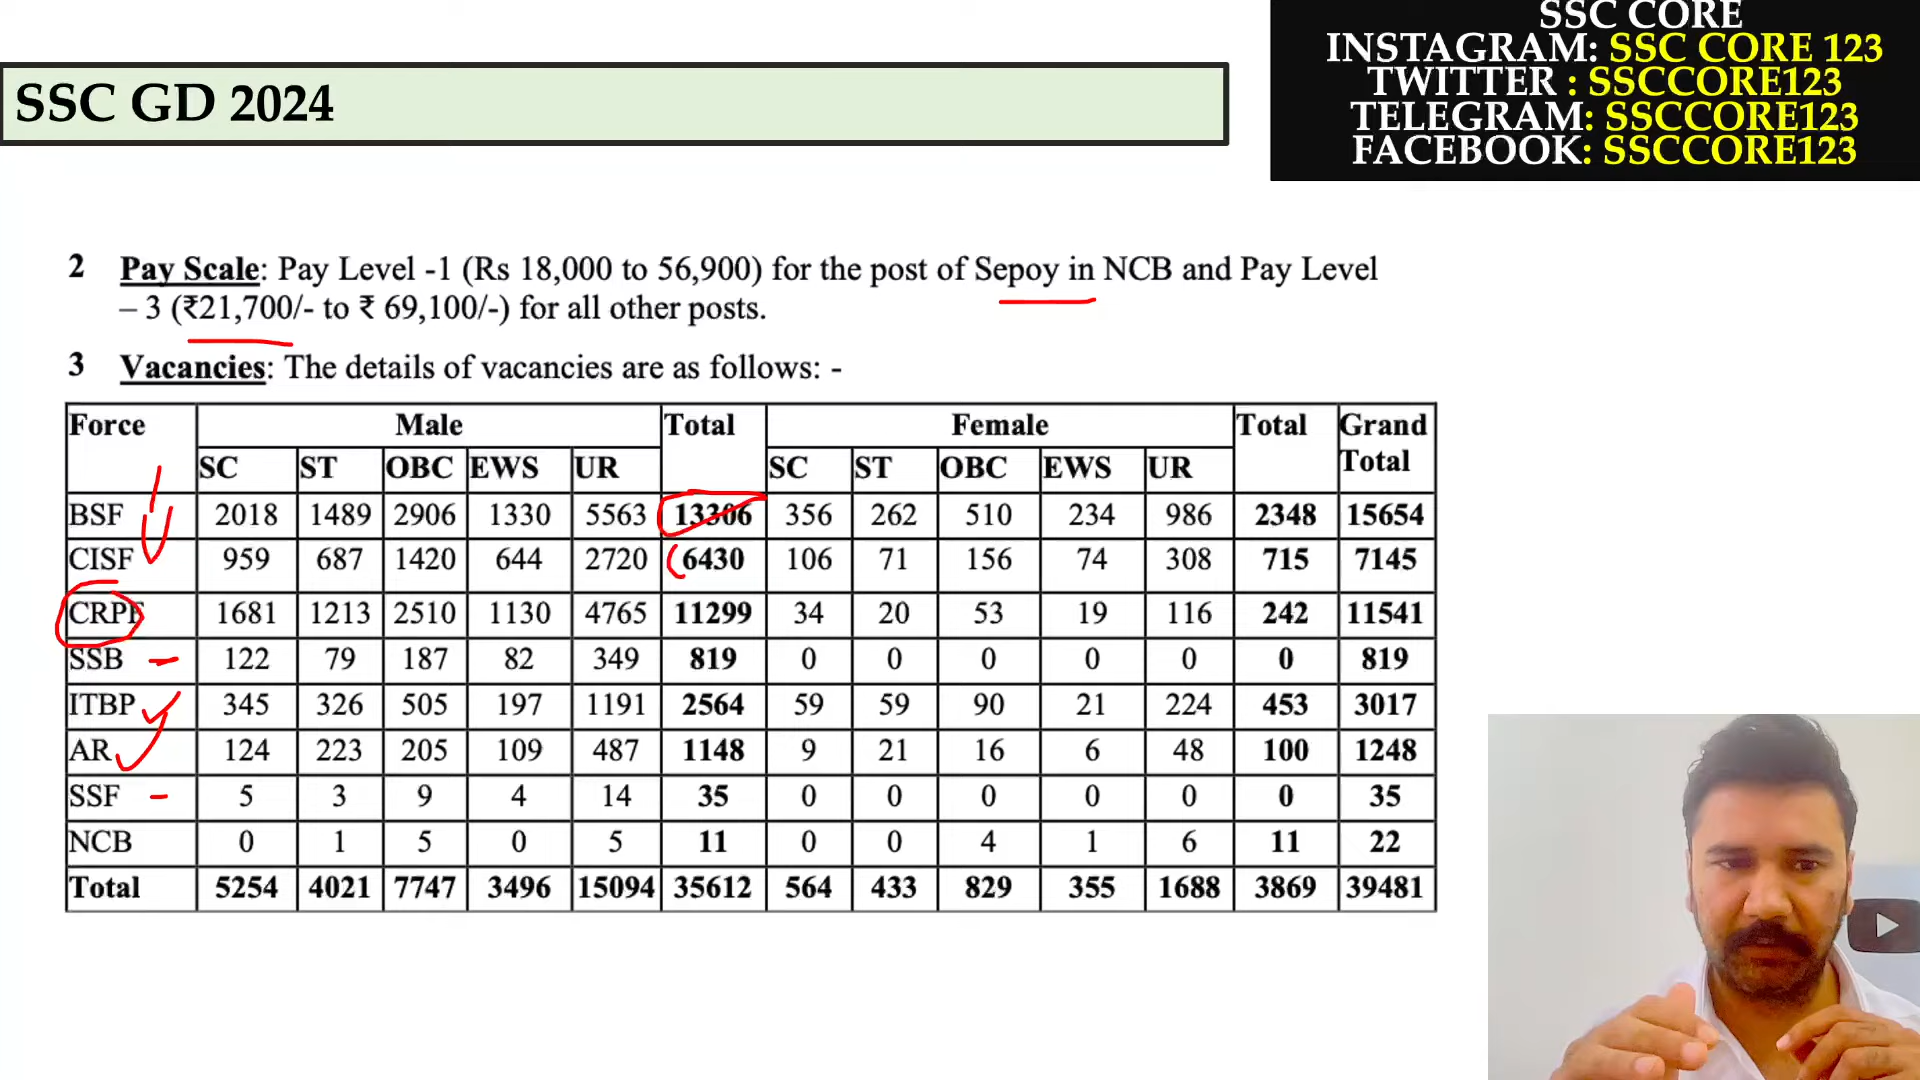 SSC CORE
INSTAGRAM: SSC CORE 123
TWITTER : SSCCORE123
TELEGRAM: SSCCORE123
FACEBOOK: SSCCORE123
SSC GD 2024
2 Pay Scale: Pay Level -1 (Rs 18,000 to 56,900) for the post of Sepoy in NCB and Pay Level
– 3 (₹21,700/- to ₹ 69,100/-) for all other posts.
3 Vacancies: The details of vacancies are as follows: -
Force Male Total Female Total Grand Total
SC ST OBC EWS UR SC ST OBC EWS UR
BSF 2018 1489 2906 1330 5563 13306 356 262 510 234 986 2348 15654
CISF 959 687 1420 644 2720 6430 106 71 156 74 308 715 7145
CRPF 1681 1213 2510 1130 4765 11299 34 20 53 19 116 242 11541
SSB 122 79 187 82 349 819 0 0 0 0 0 0 819
ITBP 345 326 505 197 1191 2564 59 59 90 21 224 453 3017
AR 124 223 205 109 487 1148 9 21 16 6 48 100 1248
SSF 5 3 9 4 14 35 0 0 0 0 0 0 35
NCB 0 1 5 0 5 11 0 0 4 1 6 11 22
Total 5254 4021 7747 3496 15094 35612 564 433 829 355 1688 3869 39481